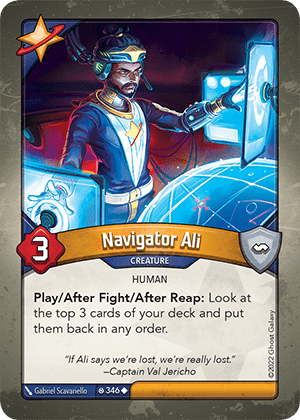 Navigator Ali
CREATURE
3
HUMAN
Play/After Fight/After Reap: Look at
the top 3 cards of your deck and put
them back in any order.
"If Ali says we're lost, we're really lost."
–Captain Val Jericho
Gabriel Scavariello
346
©2022 Ghost Galaxy